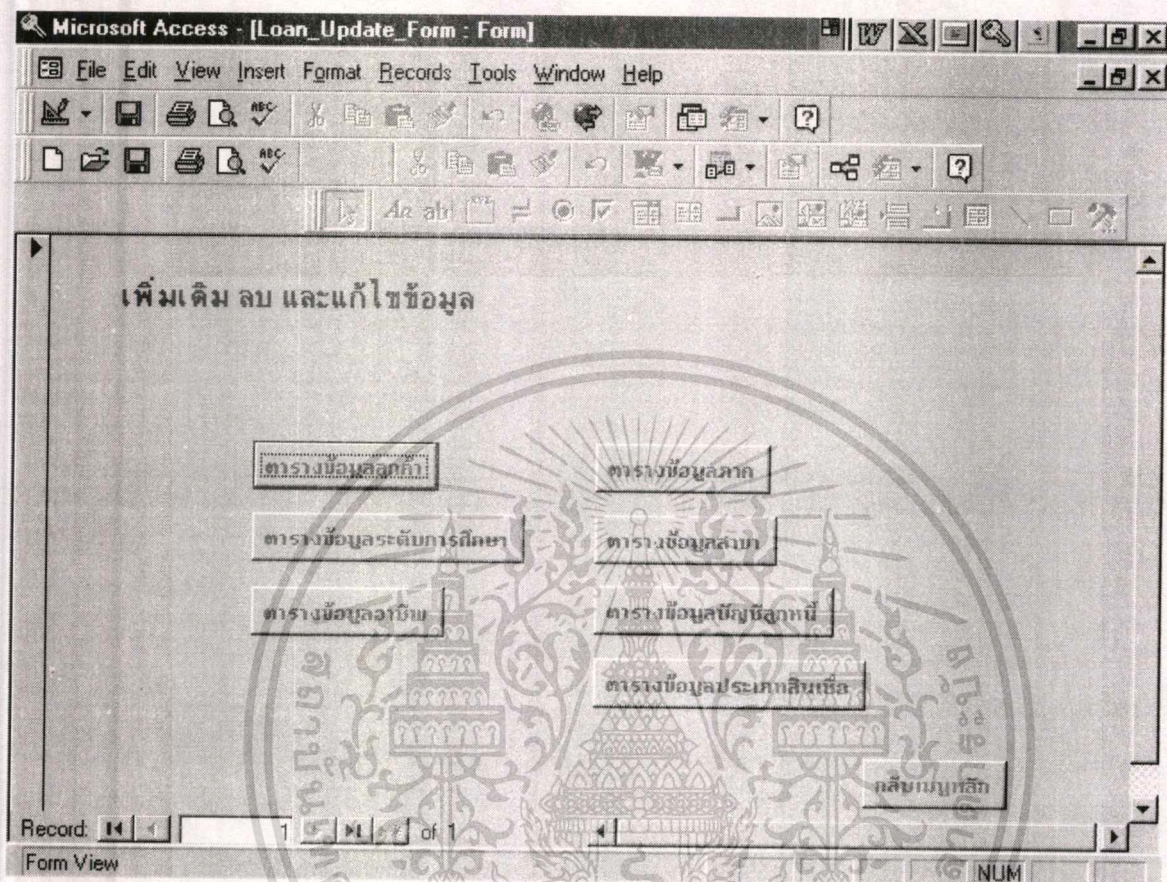 Microsoft Access - [Loan_Update_Form : Form]
File Edit View Insert Format Records Tools Window Help
เพิ่มเติม ลบ และแก้ไขข้อมูล
ตารางข้อมูลลูกค้า
ตารางข้อมูลภาค
ตารางข้อมูลระดับการศึกษา
ตารางข้อมูลสาขา
ตารางข้อมูลอาชีพ
ตารางข้อมูลบัญชีลูกหนี้
ตารางข้อมูลประเภทสินเชื่อ
กลับเมนูหลัก
Record: 1 of 1
Form View
NUM